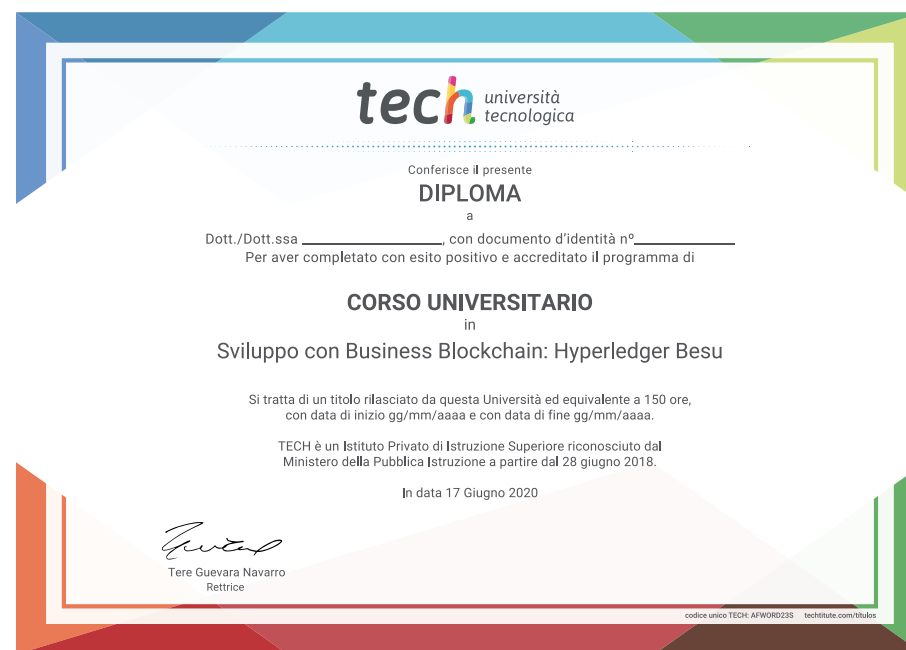 tech università
tecnologica
Conferisce il presente
DIPLOMA
a
Dott./Dott.ssa ____________________, con documento d'identità nº______________
Per aver completato con esito positivo e accreditato il programma di
CORSO UNIVERSITARIO
in
Sviluppo con Business Blockchain: Hyperledger Besu
Si tratta di un titolo rilasciato da questa Università ed equivalente a 150 ore,
con data di inizio gg/mm/aaaa e con data di fine gg/mm/aaaa.
TECH è un Istituto Privato di Istruzione Superiore riconosciuto dal
Ministero della Pubblica Istruzione a partire dal 28 giugno 2018.
In data 17 Giugno 2020
Tere Guevara Navarro
Rettrice
codice unico TECH: AFWORD23S techtitute.com/títulos